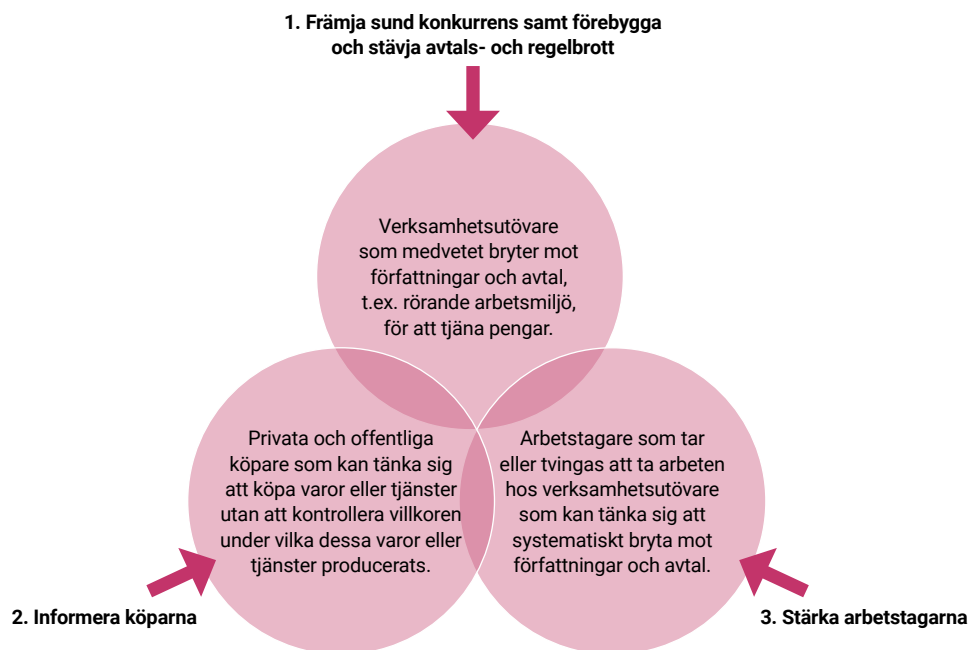 1. Främja sund konkurrens samt förebygga
och stävja avtals- och regelbrott
Verksamhetsutövare
som medvetet bryter mot
författningar och avtal,
t.ex. rörande arbetsmiljö,
för att tjäna pengar.
Privata och offentliga
köpare som kan tänka sig
att köpa varor eller tjänster
utan att kontrollera villkoren
under vilka dessa varor eller
tjänster producerats.
Arbetstagare som tar
eller tvingas att ta arbeten
hos verksamhetsutövare
som kan tänka sig att
systematiskt bryta mot
författningar och avtal.
2. Informera köparna
3. Stärka arbetstagarna